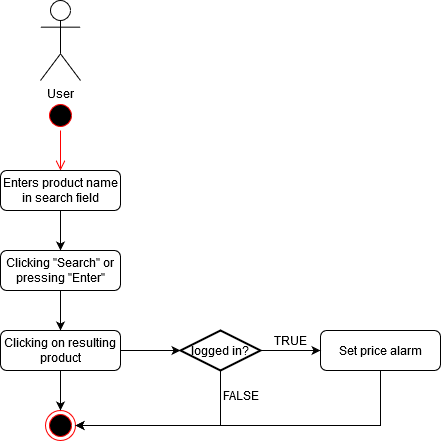 User
Enters product name
in search field
Clicking "Search" or
pressing "Enter"
Clicking on resulting
product
logged in?
TRUE
Set price alarm
FALSE